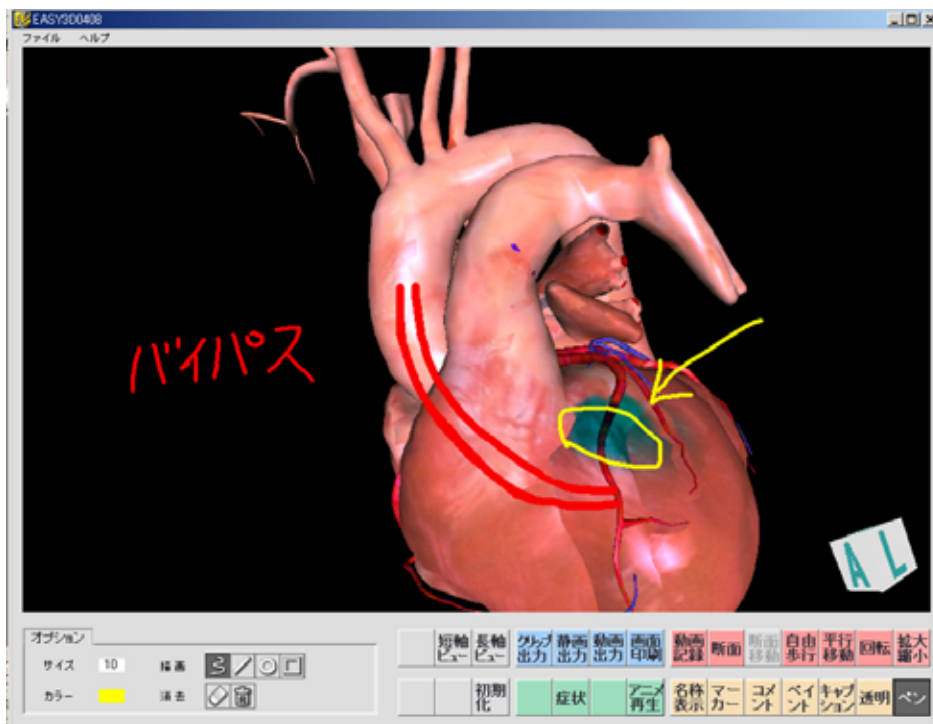 EASY3D0408
ファイル ヘルプ
バイパス
A L
オプション
サイズ 10 描画
カラー 消去
短軸ビュー 長軸ビュー クリップ出力 静画出力 動画出力 画面印刷 動画記録 断面 断面移動 自由歩行 平行移動 回転 拡大縮小
初期化 症状 アニメ再生 名称表示 マーカー コメント ペイント キャプション 透明 ペン